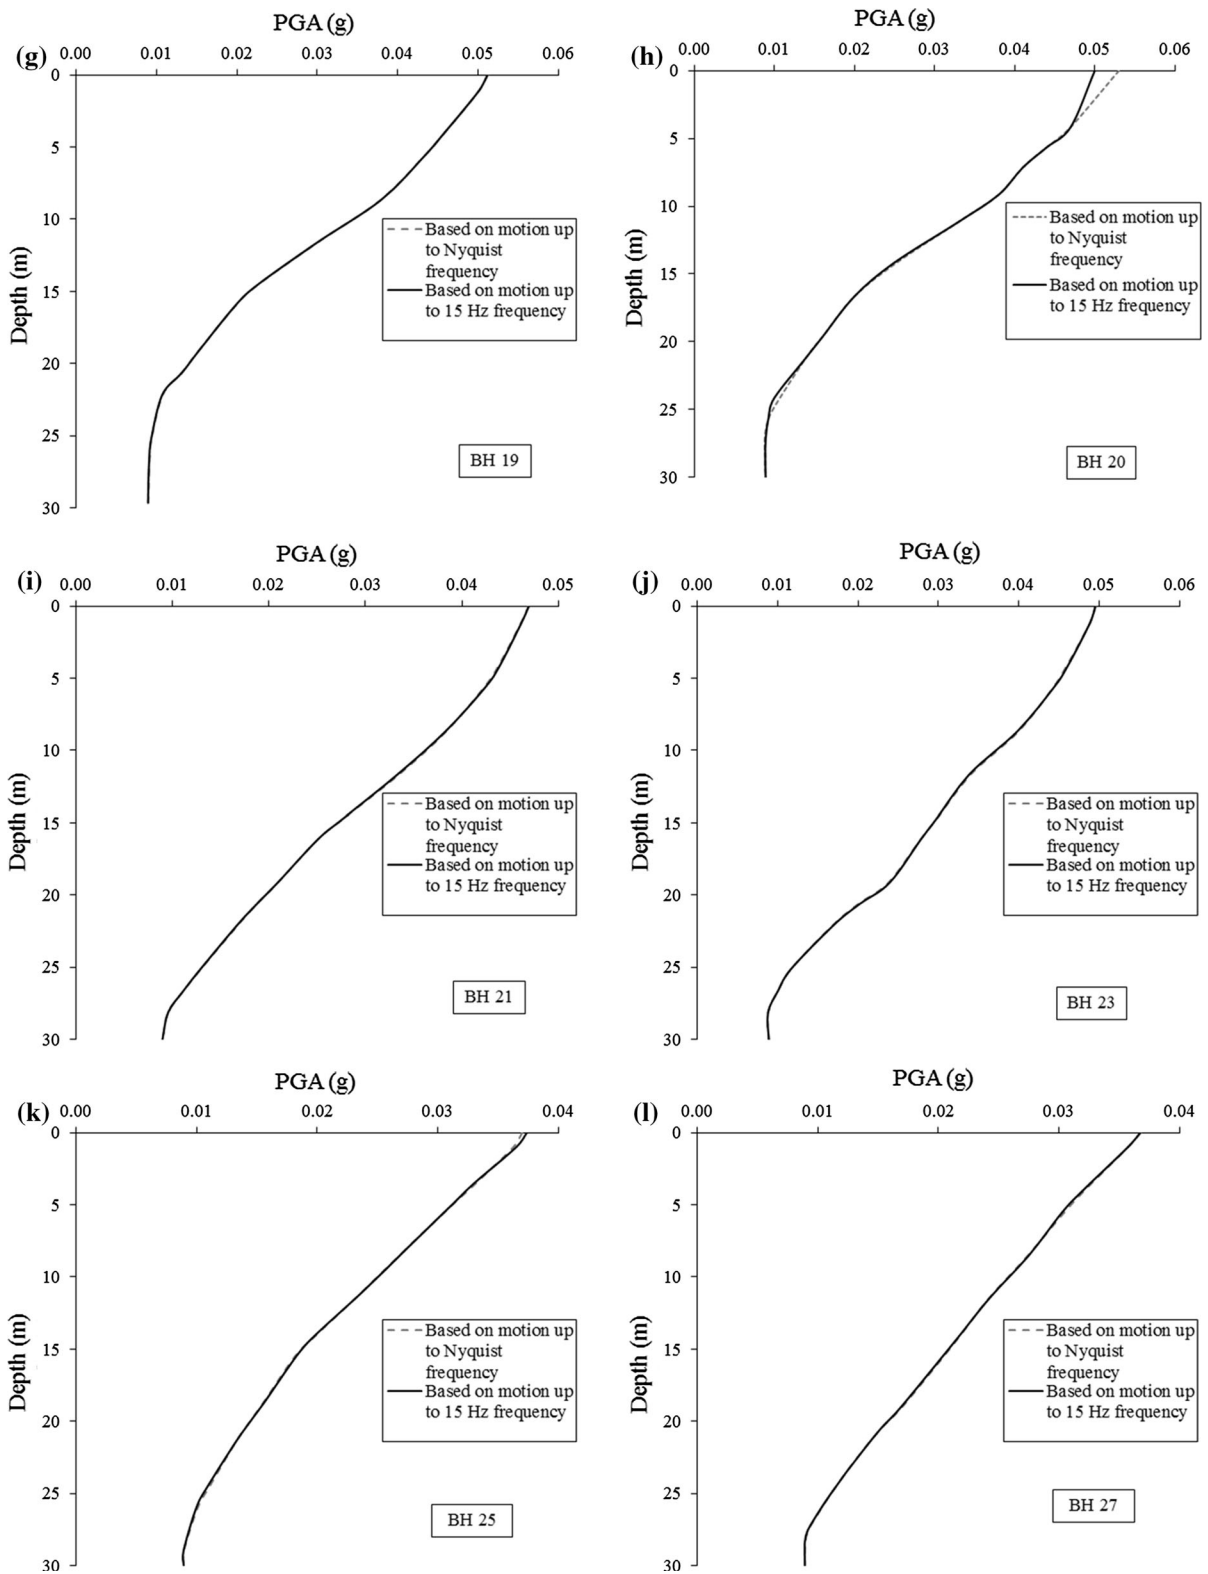 PGA (g)
(g)
0.00 0.01 0.02 0.03 0.04 0.05 0.06
0
5
10
15
20
25
30
Depth (m)
Based on motion up
to Nyquist
frequency
Based on motion up
to 15 Hz frequency
BH 19
PGA (g)
(h)
0.00 0.01 0.02 0.03 0.04 0.05 0.06
0
5
10
15
20
25
30
Depth (m)
Based on motion up
to Nyquist
frequency
Based on motion up
to 15 Hz frequency
BH 20
PGA (g)
(i)
0.00 0.01 0.02 0.03 0.04 0.05
0
5
10
15
20
25
30
Depth (m)
Based on motion up
to Nyquist
frequency
Based on motion up
to 15 Hz frequency
BH 21
PGA (g)
(j)
0.00 0.01 0.02 0.03 0.04 0.05 0.06
0
5
10
15
20
25
30
Depth (m)
Based on motion up
to Nyquist
frequency
Based on motion up
to 15 Hz frequency
BH 23
PGA (g)
(k)
0.00 0.01 0.02 0.03 0.04
0
5
10
15
20
25
30
Depth (m)
Based on motion up
to Nyquist
frequency
Based on motion up
to 15 Hz frequency
BH 25
PGA (g)
(l)
0.00 0.01 0.02 0.03 0.04
0
5
10
15
20
25
30
Depth (m)
Based on motion up
to Nyquist
frequency
Based on motion up
to 15 Hz frequency
BH 27